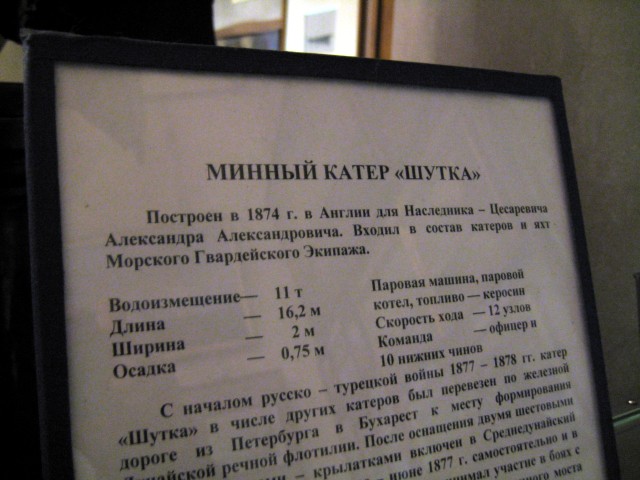 МИННЫЙ КАТЕР «ШУТКА»
Построен в 1874 г. в Англии для Наследника – Цесаревича
Александра Александровича. Входил в состав катеров и яхт
Морского Гвардейского Экипажа.
Водоизмещение— 11 т
Длина — 16,2 м
Ширина — 2 м
Осадка — 0,75 м
Паровая машина, паровой
котел, топливо — керосин
Скорость хода — 12 узлов
Команда — офицер и
10 нижних чинов
С началом русско – турецкой войны 1877 – 1878 гг. катер
«Шутка» в числе других катеров был перевезен по железной
дороге из Петербурга в Бухарест к месту формирования
речной флотилии. После оснащения двумя шестовыми
– крылатками включен в Среднедунайский
июне 1877 г. самостоятельно и в
участие в боях с
моста